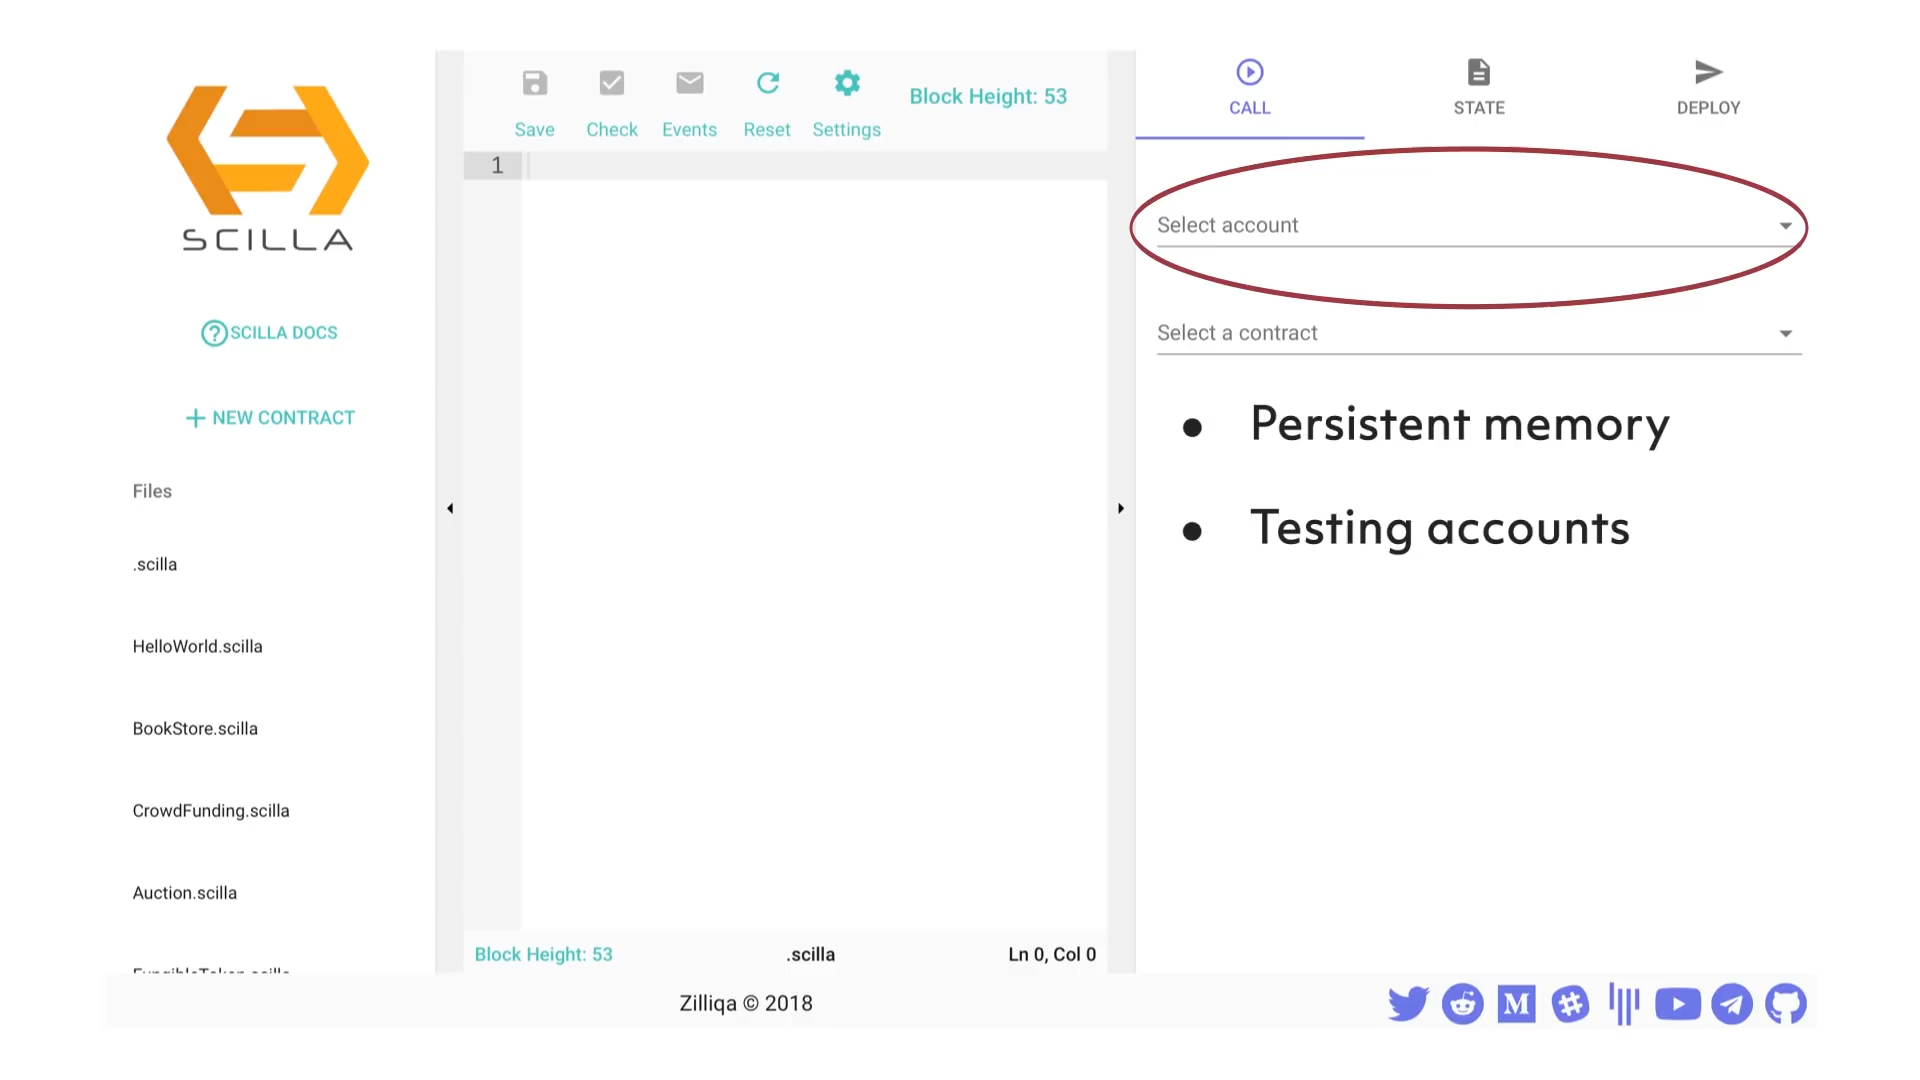 SCILLA
SCILLA DOCS
NEW CONTRACT
Files
.scilla
HelloWorld.scilla
BookStore.scilla
CrowdFunding.scilla
Auction.scilla
FungibleToken.scilla
Save Check Events Reset Settings
Block Height: 53
1
Block Height: 53 .scilla Ln 0, Col 0
CALL STATE DEPLOY
Select account
Select a contract
● Persistent memory
● Testing accounts
Zilliqa © 2018